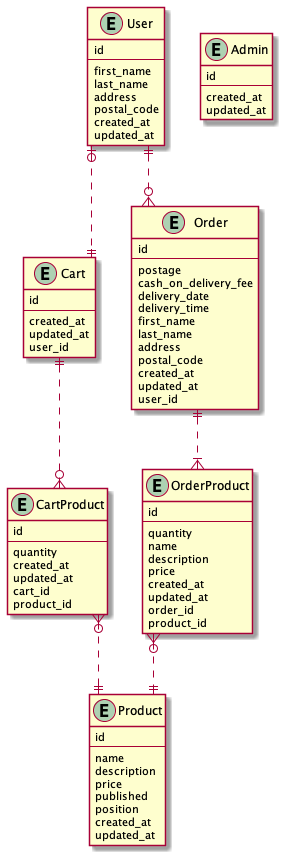 E User
id
first_name
last_name
address
postal_code
created_at
updated_at
E Admin
id
created_at
updated_at
E Order
id
postage
cash_on_delivery_fee
delivery_date
delivery_time
first_name
last_name
address
postal_code
created_at
updated_at
user_id
E Cart
id
created_at
updated_at
user_id
E CartProduct
id
quantity
created_at
updated_at
cart_id
product_id
E OrderProduct
id
quantity
name
description
price
created_at
updated_at
order_id
product_id
E Product
id
name
description
price
published
position
created_at
updated_at